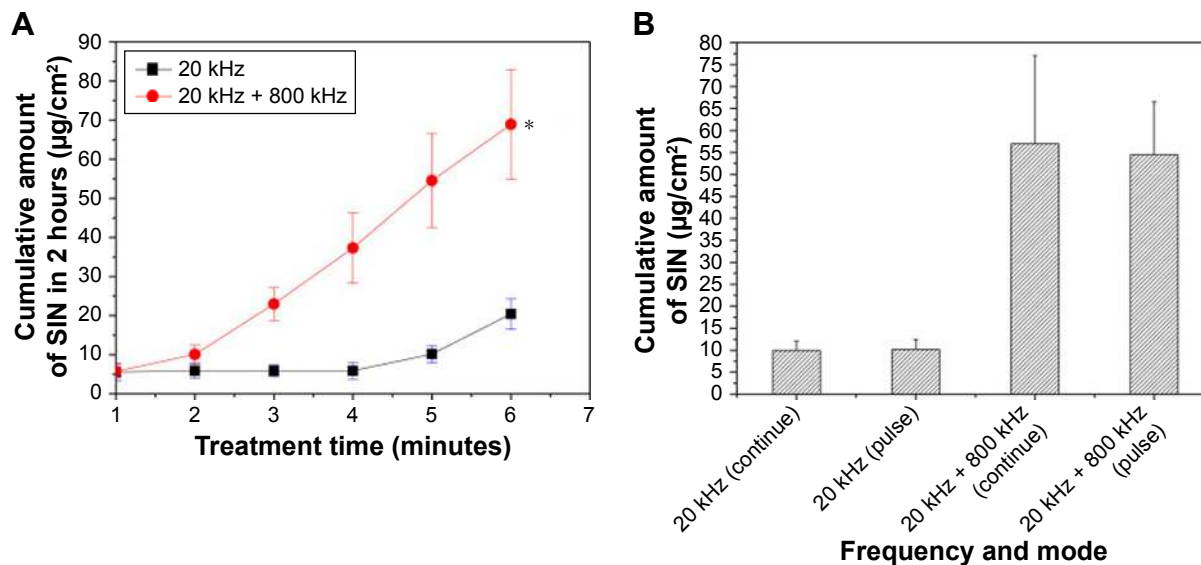 A
Cumulative amount
of SIN in 2 hours (µg/cm²)
90
80
70
60
50
40
30
20
10
0
20 kHz
20 kHz + 800 kHz
*
1 2 3 4 5 6 7
Treatment time (minutes)
B
Cumulative amount
of SIN (µg/cm²)
80
75
70
65
60
55
50
45
40
35
30
25
20
15
10
5
0
20 kHz (continue)
20 kHz (pulse)
20 kHz + 800 kHz
(continue)
20 kHz + 800 kHz
(pulse)
Frequency and mode